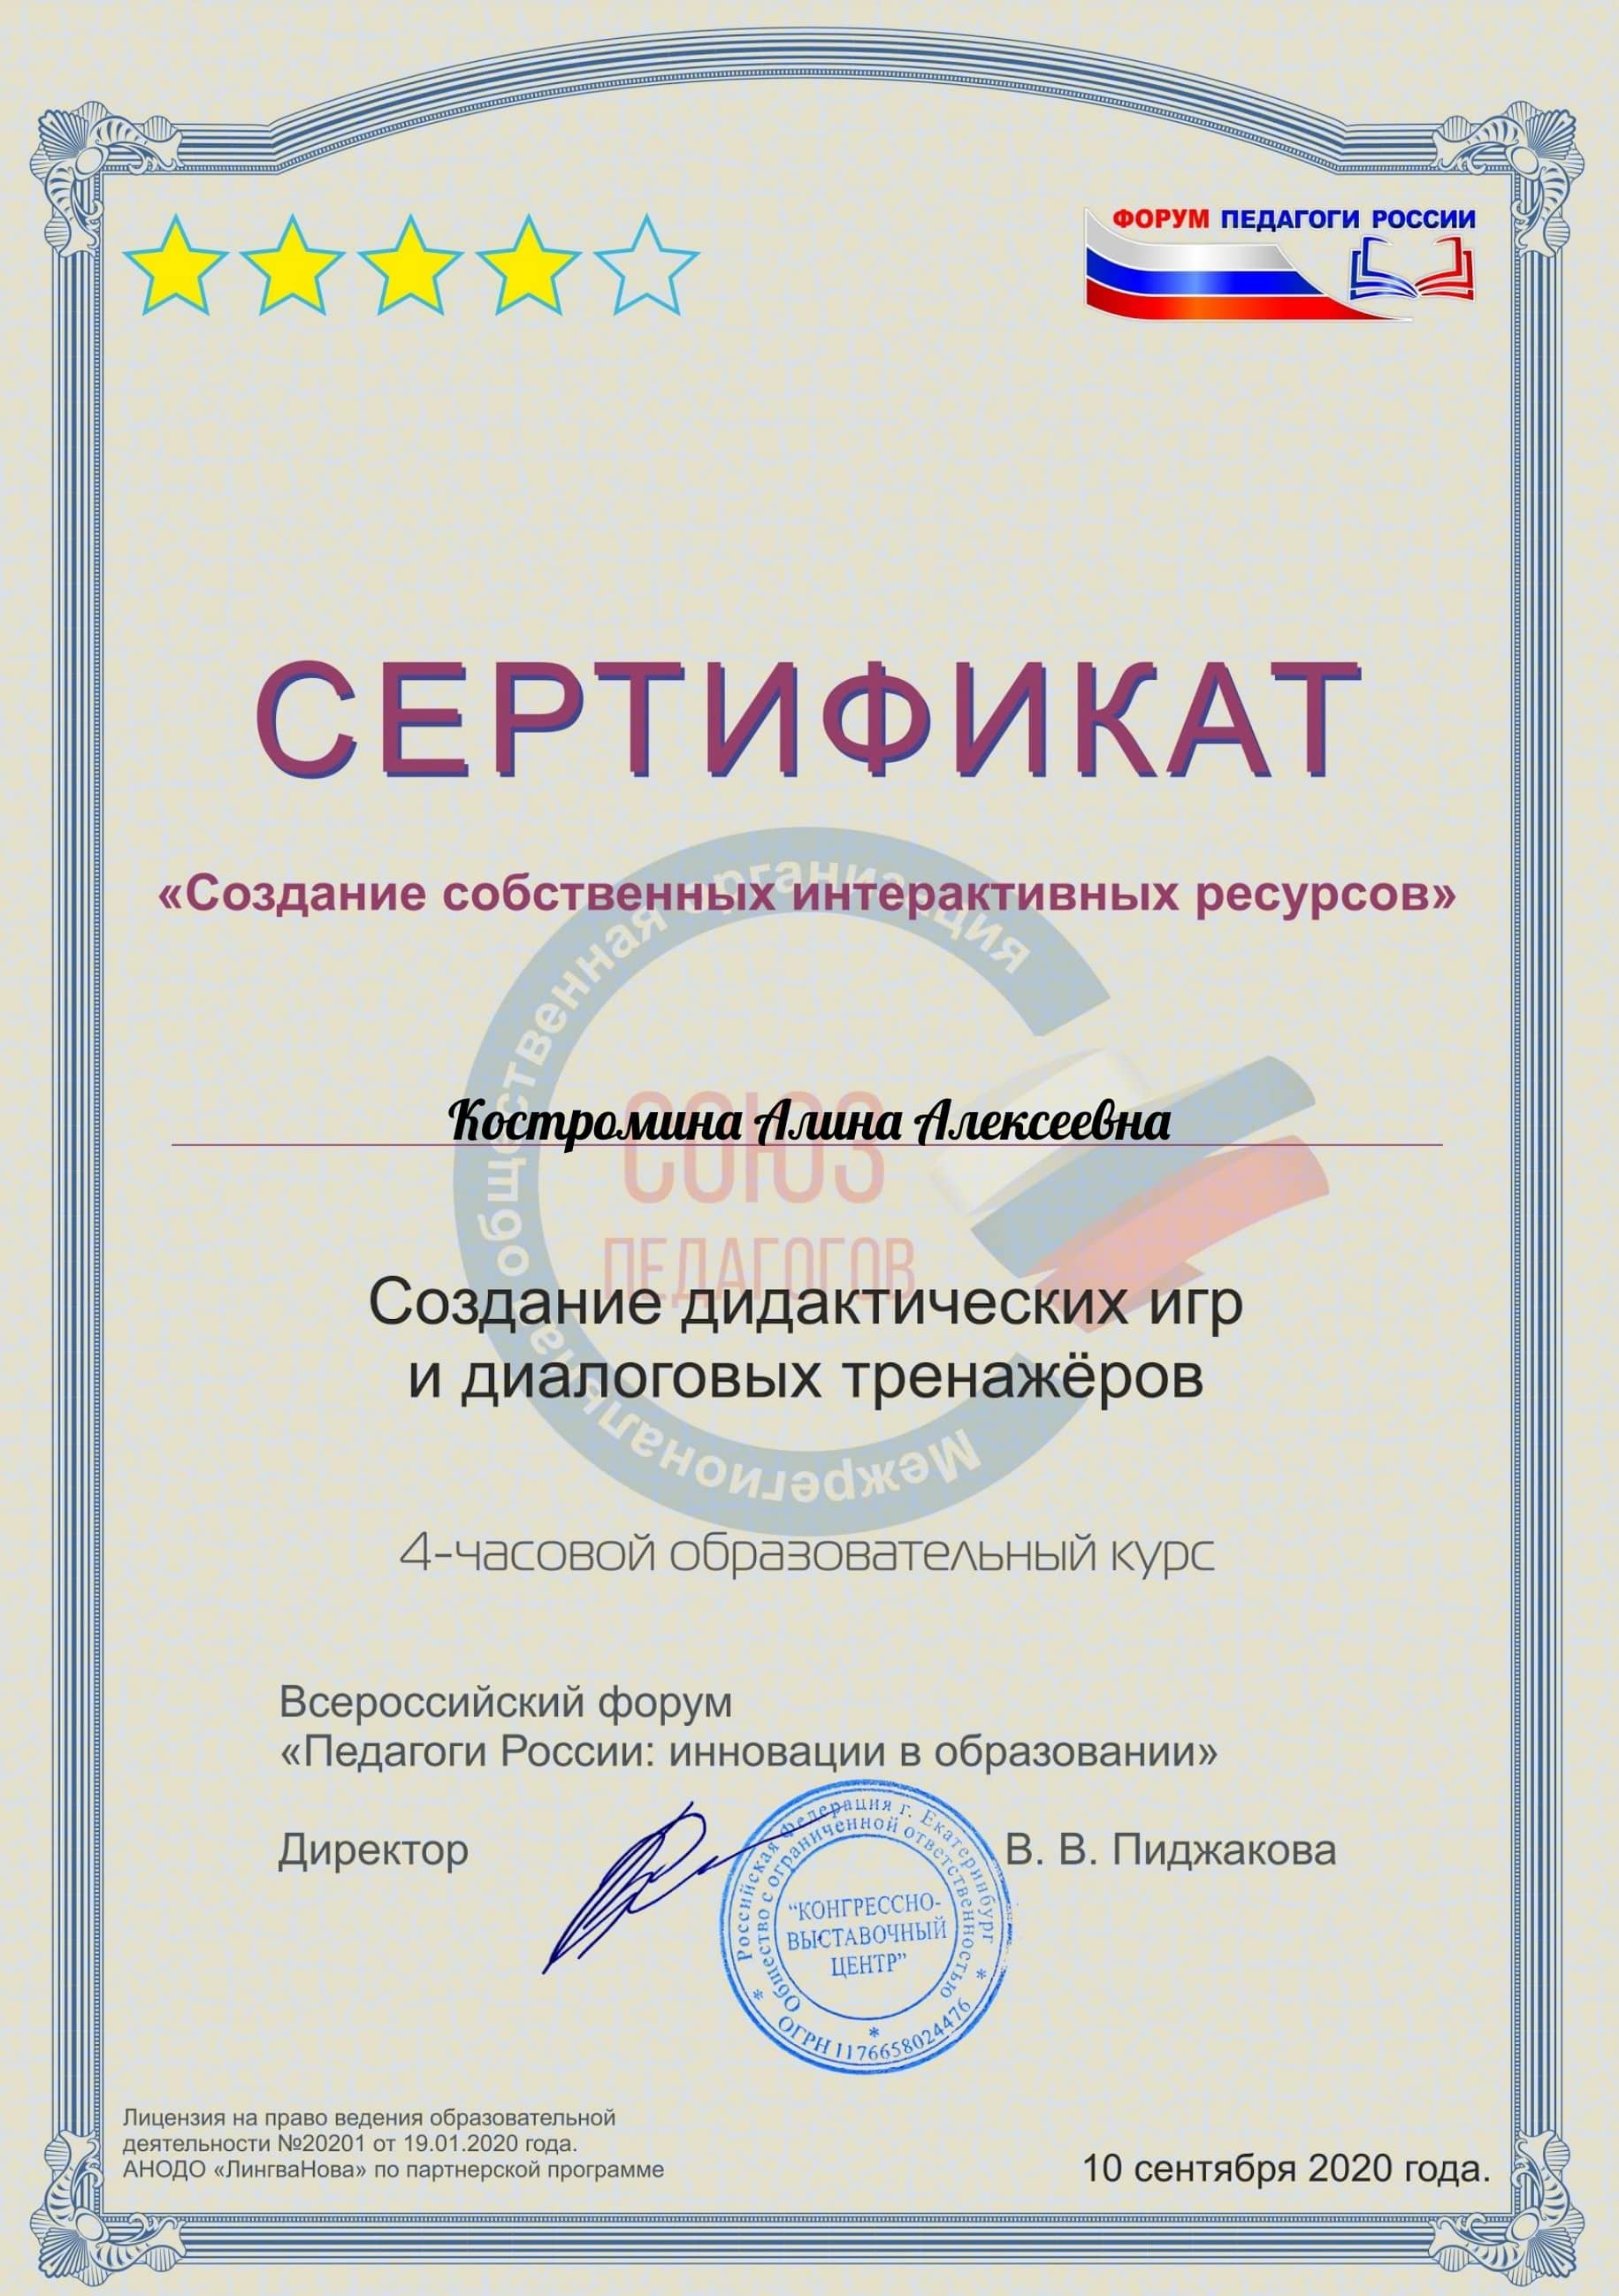 ФОРУМ ПЕДАГОГИ РОССИИ
СЕРТИФИКАТ
«Создание собственных интерактивных ресурсов»
Межрегиональная общественная организация
Костромина Алина Алексеевна
СОЮЗ
ПЕДАГОГОВ
Создание дидактических игр
и диалоговых тренажёров
4-часовой образовательный курс
Всероссийский форум
«Педагоги России: инновации в образовании»
Директор
В. В. Пиджакова
Российская Федерация г. Екатеринбург
Общество с ограниченной ответственностью
"КОНГРЕССНО-
ВЫСТАВОЧНЫЙ
ЦЕНТР"
ОГРН 1176658024476
Лицензия на право ведения образовательной
деятельности №20201 от 19.01.2020 года.
АНОДО «ЛингваНова» по партнерской программе
10 сентября 2020 года.